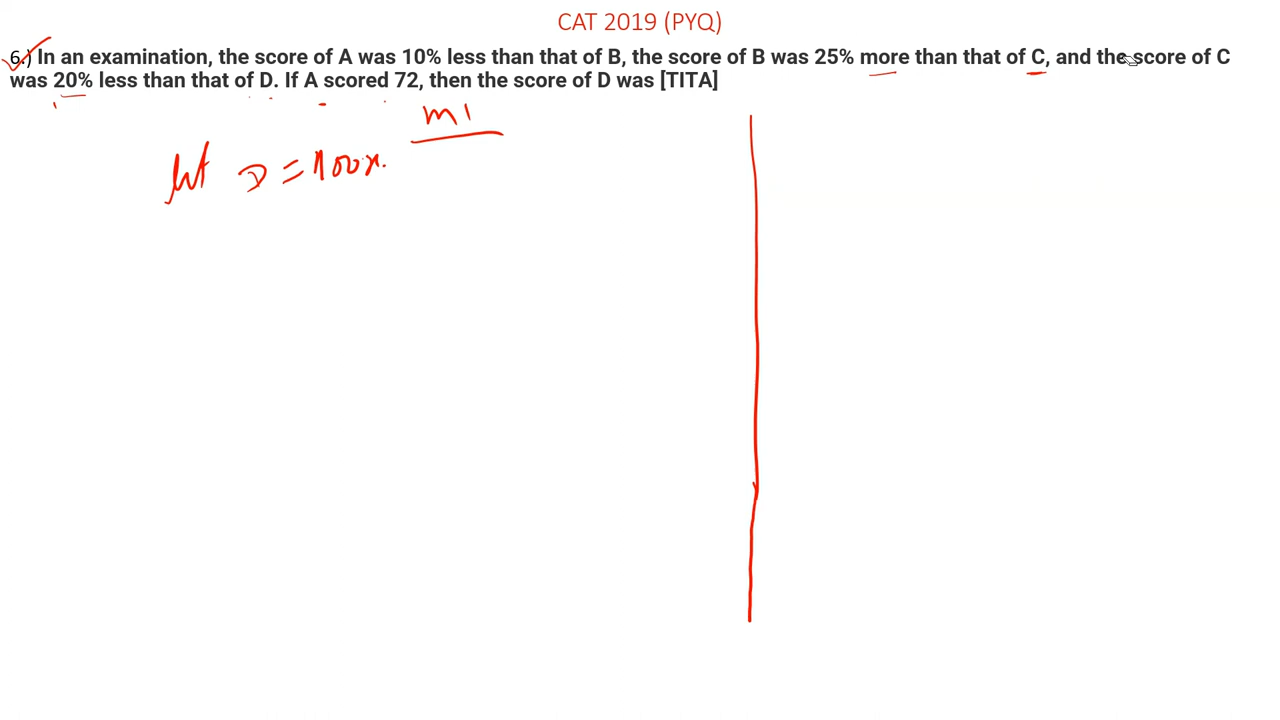 CAT 2019 (PYQ)
6.) In an examination, the score of A was 10% less than that of B, the score of B was 25% more than that of C, and the score of C
was 20% less than that of D. If A scored 72, then the score of D was [TITA]
m1
let D = 100x.